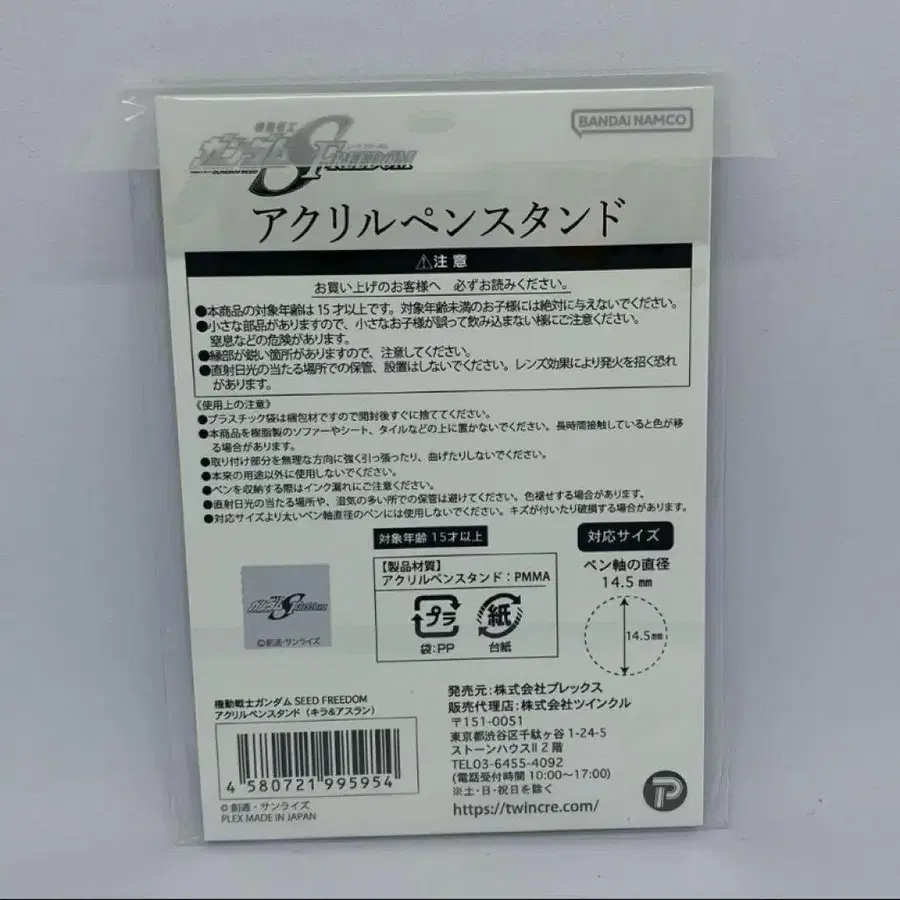 機動戦士
ガンダムSEED FREEDOM
BANDAI NAMCO
アクリルペンスタンド
⚠注意
お買い上げのお客様へ 必ずお読みください。
●本商品の対象年齢は15才以上です。対象年齢未満のお子様には絶対に与えないでください。
●小さな部品がありますので、小さなお子様が誤って飲み込まない様にご注意ください。
窒息などの危険があります。
●縁部が鋭い箇所がありますので、注意してください。
●直射日光の当たる場所での保管、設置はしないでください。レンズ効果により発火を招く恐れ
があります。
《使用上の注意》
●プラスチック袋は梱包材ですので開封後すぐに捨ててください。
●本商品を樹脂製のソファーやシート、タイルなどの上に置かないでください。長時間接触していると色が移
る場合があります。
●取り付け部分を無理な方向に強く引っ張ったり、曲げたりしないでください。
●本来の用途以外に使用しないでください。
●ペンを収納する際はインク漏れにご注意ください。
●直射日光の当たる場所や、湿気の多い所での保管は避けてください。色褪せする場合があります。
●対応サイズより太いペン軸直径のペンには使用しないでください。キズが付いたり破損する場合があります。
対象年齢 15才以上
【製品材質】
アクリルペンスタンド：PMMA
プラ
袋:PP
紙
台紙
対応サイズ
ペン軸の直径
14.5 mm
14.5mm
©創通・サンライズ
機動戦士ガンダム SEED FREEDOM
アクリルペンスタンド（キラ&アスラン）
4 580721 995954
© 創通・サンライズ
PLEX MADE IN JAPAN
発売元：株式会社プレックス
販売代理店：株式会社ツインクル
〒151-0051
東京都渋谷区千駄ヶ谷 1-24-5
ストーンハウスII 2 階
TEL03-6455-4092
(電話受付時間 10:00～17:00)
※土・日・祝日を除く
https://twincre.com/